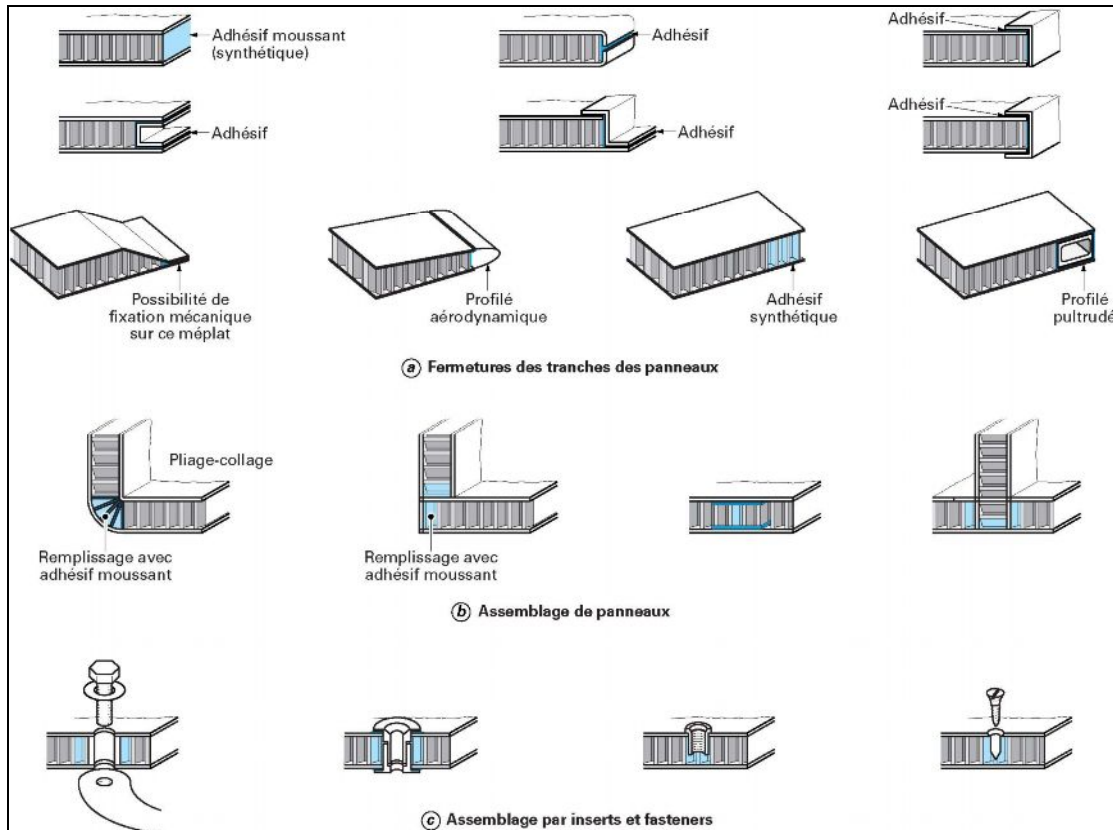 Adhésif moussant
(synthétique)
Adhésif
Adhésif
Adhésif
Adhésif
Adhésif
Possibilité de
fixation mécanique
sur ce méplat
Profilé
aérodynamique
Adhésif
synthétique
Profilé
pultrudé
a Fermetures des tranches des panneaux
Pliage-collage
Remplissage avec
adhésif moussant
Remplissage avec
adhésif moussant
b Assemblage de panneaux
c Assemblage par inserts et fasteners